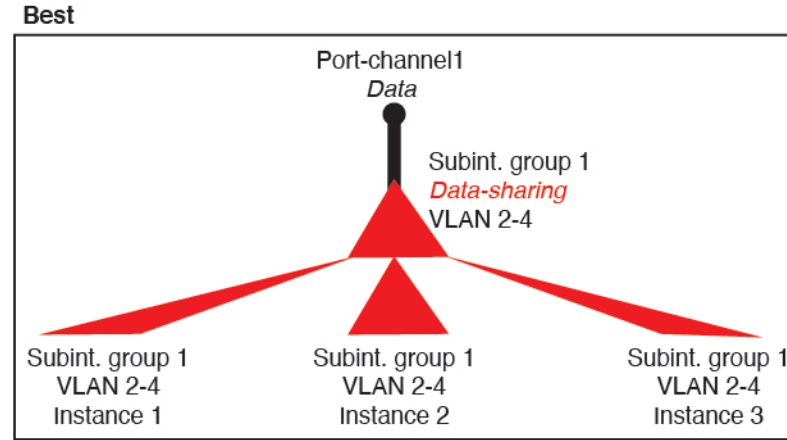 Best
Port-channel1
Data
Subint. group 1
Data-sharing
VLAN 2-4
Subint. group 1
VLAN 2-4
Instance 1
Subint. group 1
VLAN 2-4
Instance 2
Subint. group 1
VLAN 2-4
Instance 3